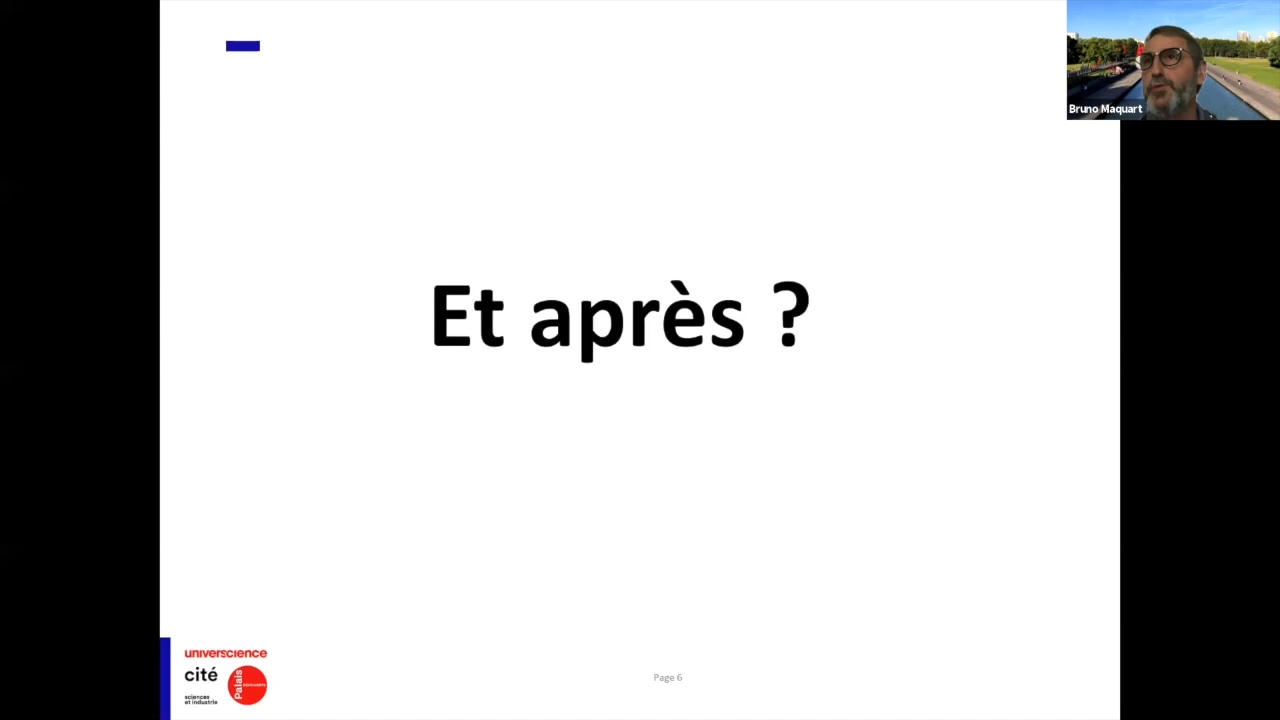 Bruno Maquart
Et après ?
universcience
cité
sciences
et industrie
Palais
Page 6